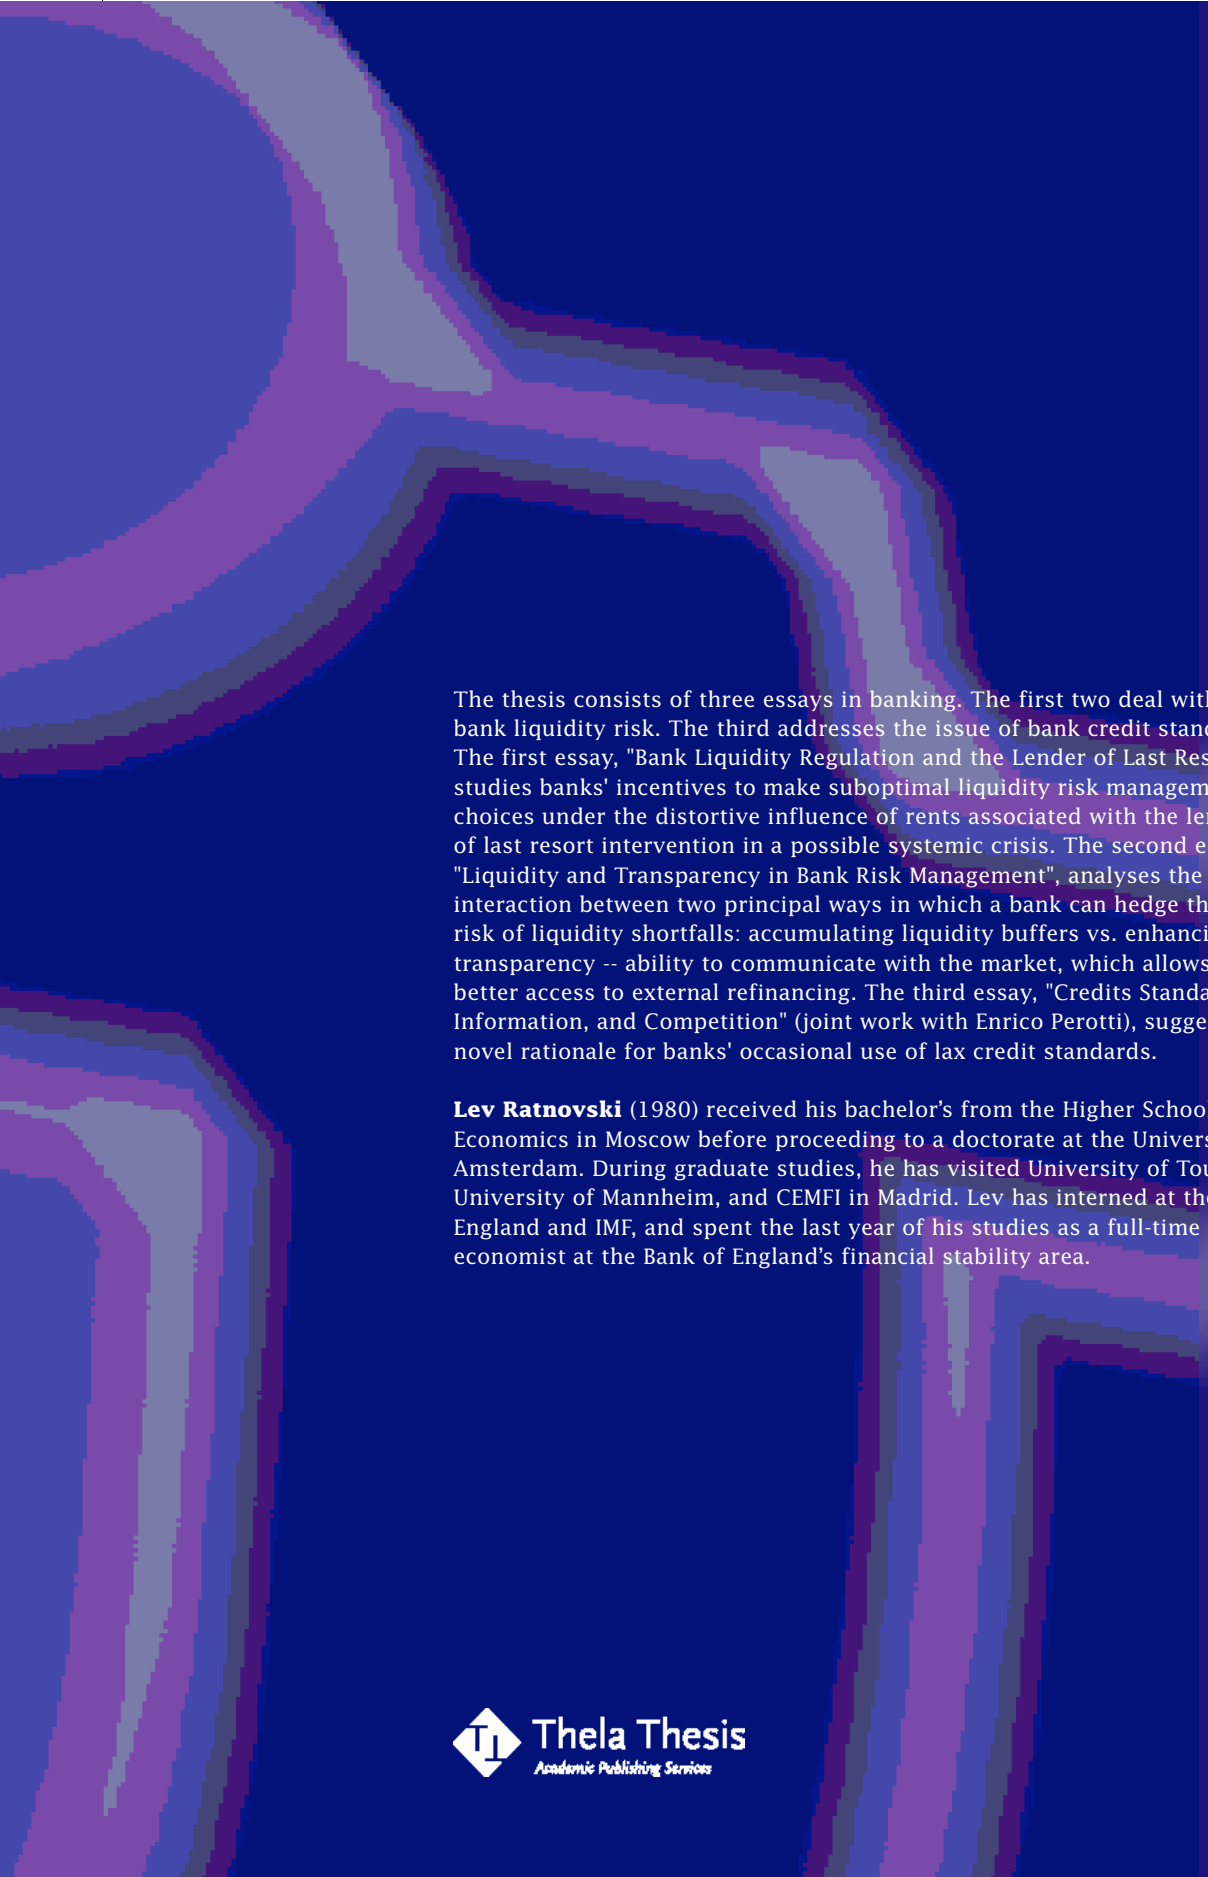 The thesis consists of three essays in banking. The first two deal with
bank liquidity risk. The third addresses the issue of bank credit stand
The first essay, "Bank Liquidity Regulation and the Lender of Last Res
studies banks' incentives to make suboptimal liquidity risk managem
choices under the distortive influence of rents associated with the le
of last resort intervention in a possible systemic crisis. The second e
"Liquidity and Transparency in Bank Risk Management", analyses the
interaction between two principal ways in which a bank can hedge th
risk of liquidity shortfalls: accumulating liquidity buffers vs. enhanci
transparency -- ability to communicate with the market, which allows
better access to external refinancing. The third essay, "Credits Standa
Information, and Competition" (joint work with Enrico Perotti), sugge
novel rationale for banks' occasional use of lax credit standards.
Lev Ratnovski (1980) received his bachelor’s from the Higher School
Economics in Moscow before proceeding to a doctorate at the Univers
Amsterdam. During graduate studies, he has visited University of Tou
University of Mannheim, and CEMFI in Madrid. Lev has interned at the
England and IMF, and spent the last year of his studies as a full-time
economist at the Bank of England’s financial stability area.
Thela Thesis
Academic Publishing Services